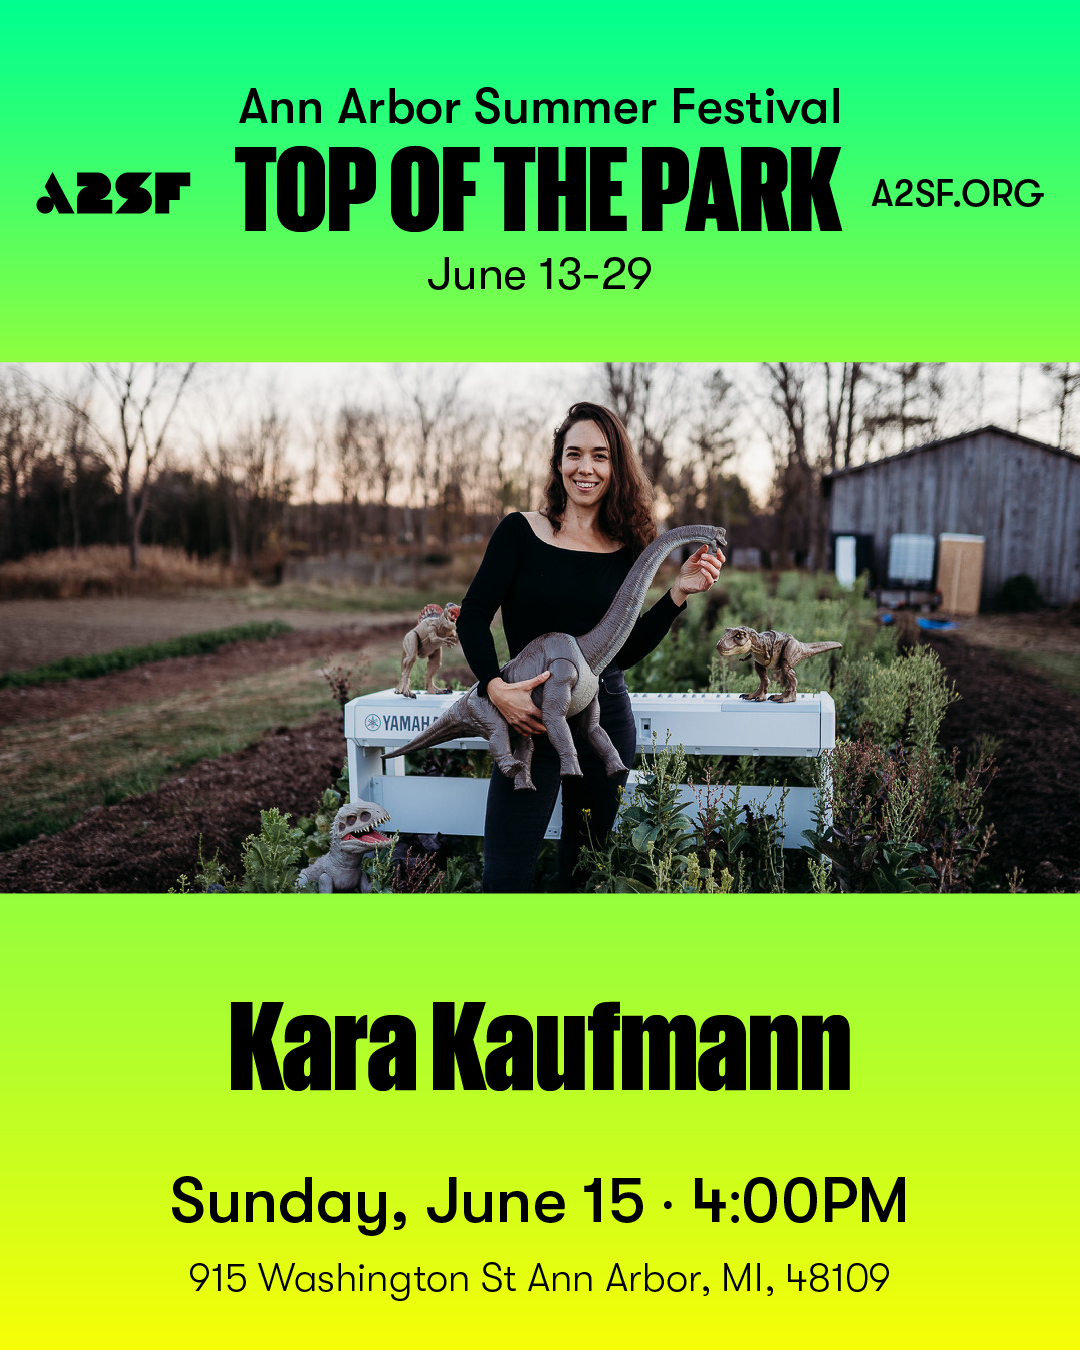 Ann Arbor Summer Festival
A2SF
TOP OF THE PARK
A2SF.ORG
June 13-29
YAMAHA
Kara Kaufmann
Sunday, June 15 · 4:00PM
915 Washington St Ann Arbor, MI, 48109